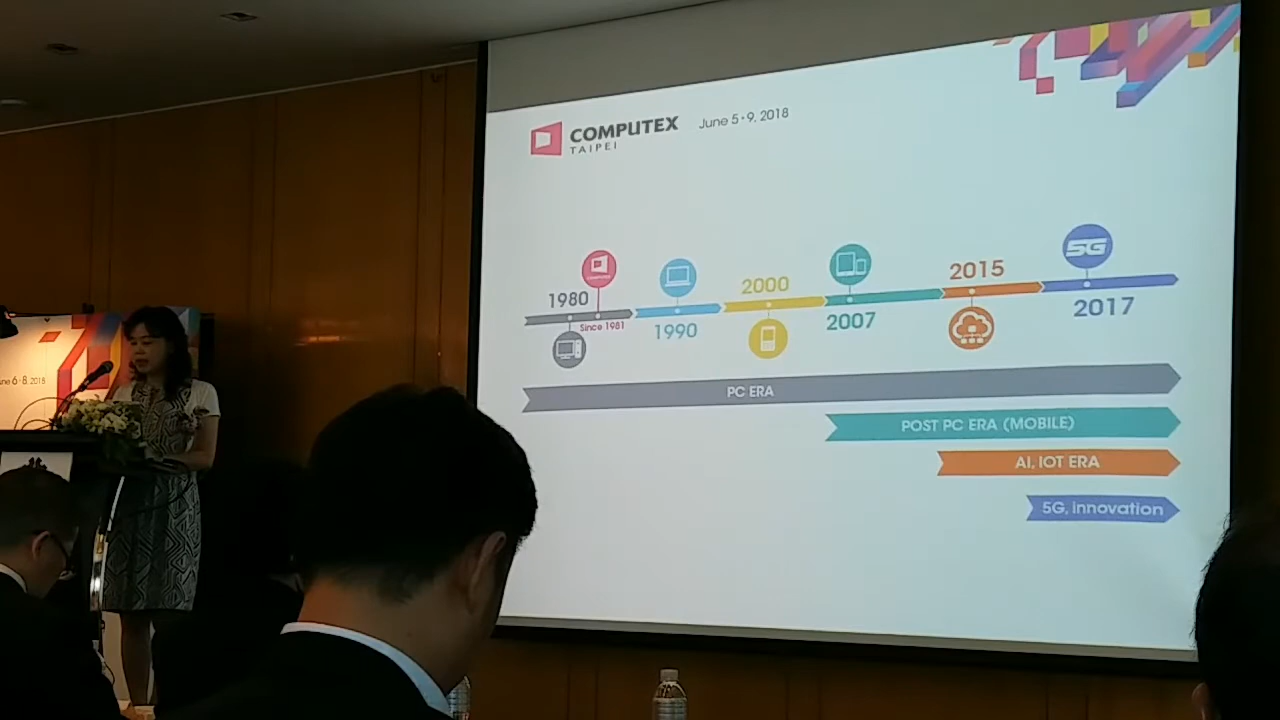 COMPUTEX
TAIPEI
June 5-9, 2018
1980
COMPUTEX
Since 1981
1990
2000
2007
2015
5G
2017
PC ERA
POST PC ERA (MOBILE)
AI, IOT ERA
5G, innovation
June 6-8, 2018